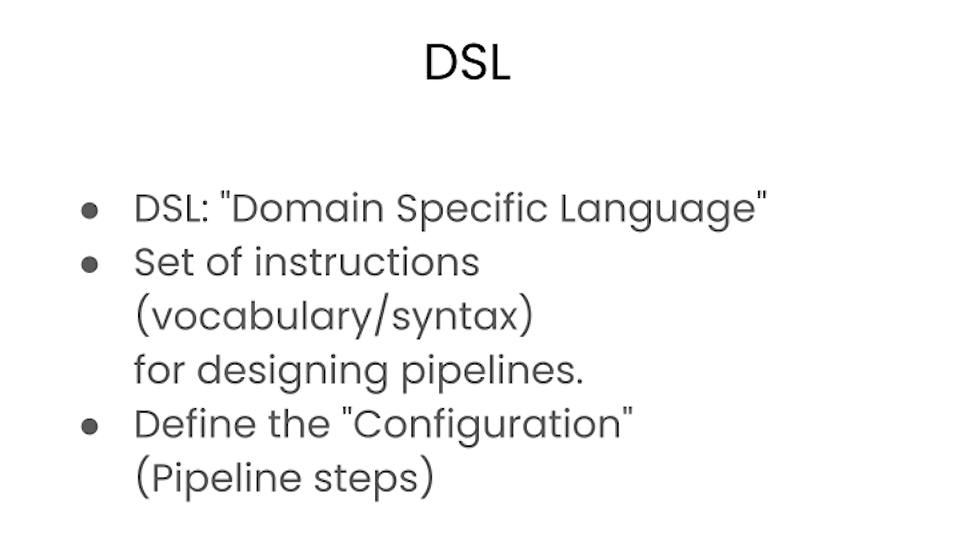 DSL
● DSL: "Domain Specific Language"
● Set of instructions
(vocabulary/syntax)
for designing pipelines.
● Define the "Configuration"
(Pipeline steps)